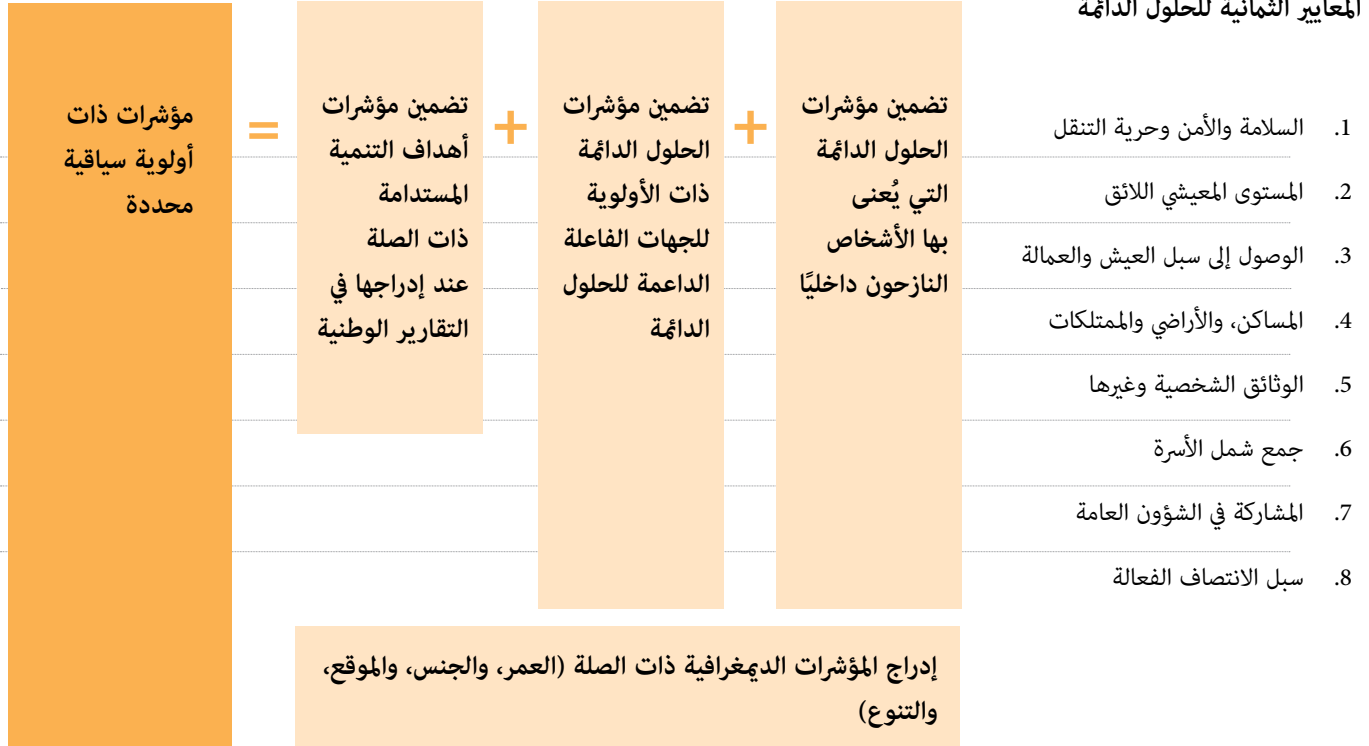 المعايير الثمانية للحلول الدائمة
1. السلامة والأمن وحرية التنقل
2. المستوى المعيشي اللائق
3. الوصول إلى سبل العيش والعمالة
4. المساكن، والأراضي والممتلكات
5. الوثائق الشخصية وغيرها
6. جمع شمل الأسرة
7. المشاركة في الشؤون العامة
8. سبل الانتصاف الفعالة
تضمين مؤشرات
الحلول الدائمة
التي يُعنى
بها الأشخاص
النازحون داخليًا
+
تضمين مؤشرات
الحلول الدائمة
ذات الأولوية
للجهات الفاعلة
الداعمة للحلول
الدائمة
+
تضمين مؤشرات
أهداف التنمية
المستدامة
ذات الصلة
عند إدراجها في
التقارير الوطنية
=
مؤشرات ذات
أولوية سياقية
محددة
إدراج المؤشرات الديمغرافية ذات الصلة (العمر، والجنس، والموقع،
والتنوع)